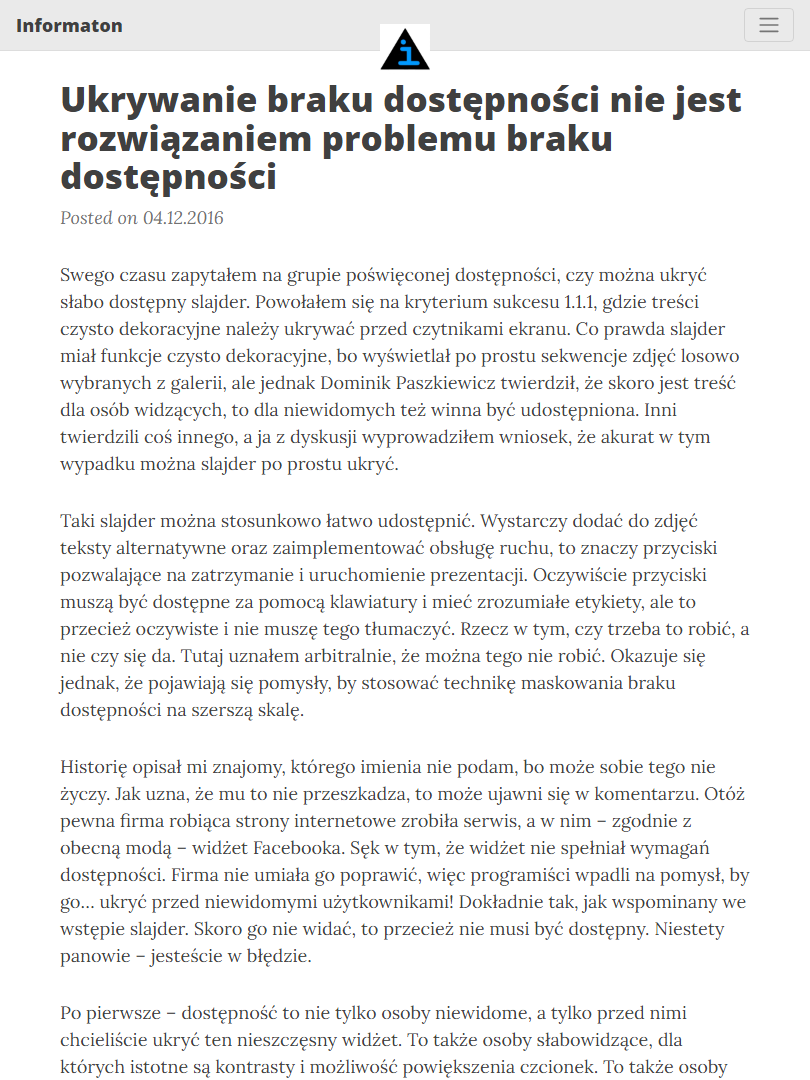 Informaton
i
Ukrywanie braku dostępności nie jest
rozwiązaniem problemu braku
dostępności
Posted on 04.12.2016
Swego czasu zapytałem na grupie poświęconej dostępności, czy można ukryć
słabo dostępny slajder. Powołałem się na kryterium sukcesu 1.1.1, gdzie treści
czysto dekoracyjne należy ukrywać przed czytnikami ekranu. Co prawda slajder
miał funkcje czysto dekoracyjne, bo wyświetlał po prostu sekwencje zdjęć losowo
wybranych z galerii, ale jednak Dominik Paszkiewicz twierdził, że skoro jest treść
dla osób widzących, to dla niewidomych też winna być udostępniona. Inni
twierdzili coś innego, a ja z dyskusji wyprowadziłem wniosek, że akurat w tym
wypadku można slajder po prostu ukryć.
Taki slajder można stosunkowo łatwo udostępnić. Wystarczy dodać do zdjęć
teksty alternatywne oraz zaimplementować obsługę ruchu, to znaczy przyciski
pozwalające na zatrzymanie i uruchomienie prezentacji. Oczywiście przyciski
muszą być dostępne za pomocą klawiatury i mieć zrozumiałe etykiety, ale to
przecież oczywiste i nie muszę tego tłumaczyć. Rzecz w tym, czy trzeba to robić, a
nie czy się da. Tutaj uznałem arbitralnie, że można tego nie robić. Okazuje się
jednak, że pojawiają się pomysły, by stosować technikę maskowania braku
dostępności na szerszą skalę.
Historię opisał mi znajomy, którego imienia nie podam, bo może sobie tego nie
życzy. Jak uzna, że mu to nie przeszkadza, to może ujawni się w komentarzu. Otóż
pewna firma robiąca strony internetowe zrobiła serwis, a w nim – zgodnie z
obecną modą – widżet Facebooka. Sęk w tym, że widżet nie spełniał wymagań
dostępności. Firma nie umiała go poprawić, więc programiści wpadli na pomysł, by
go… ukryć przed niewidomymi użytkownikami! Dokładnie tak, jak wspominany we
wstępie slajder. Skoro go nie widać, to przecież nie musi być dostępny. Niestety
panowie – jesteście w błędzie.
Po pierwsze – dostępność to nie tylko osoby niewidome, a tylko przed nimi
chcieliście ukryć ten nieszczęsny widżet. To także osoby słabowidzące, dla
których istotne są kontrasty i możliwość powiększenia czcionek. To także osoby